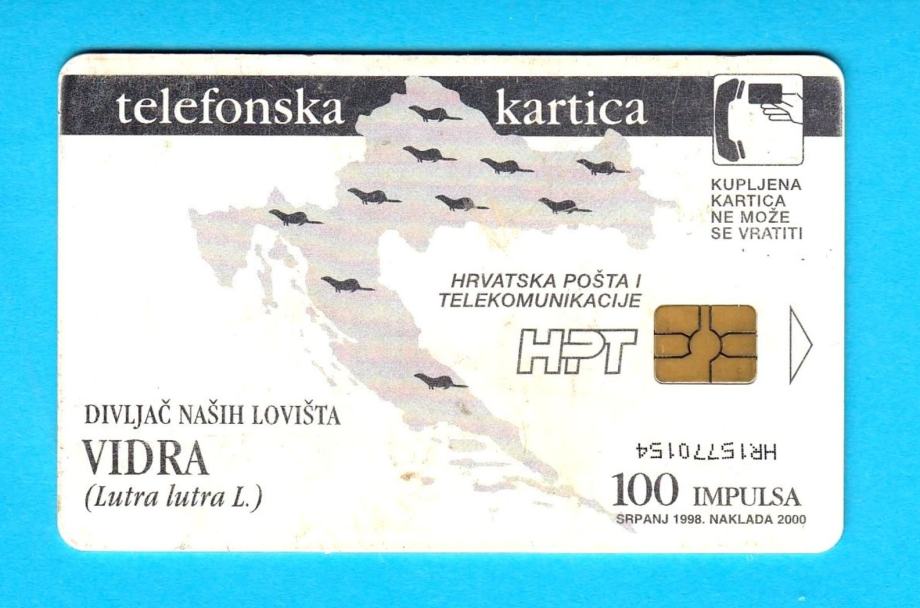 telefonska kartica
KUPLJENA
KARTICA
NE MOŽE
SE VRATITI
HRVATSKA POŠTA I
TELEKOMUNIKACIJE
HPT
DIVLJAČ NAŠIH LOVIŠTA
VIDRA
(Lutra lutra L.)
HR15770154
100 IMPULSA
SRPANJ 1998. NAKLADA 2000